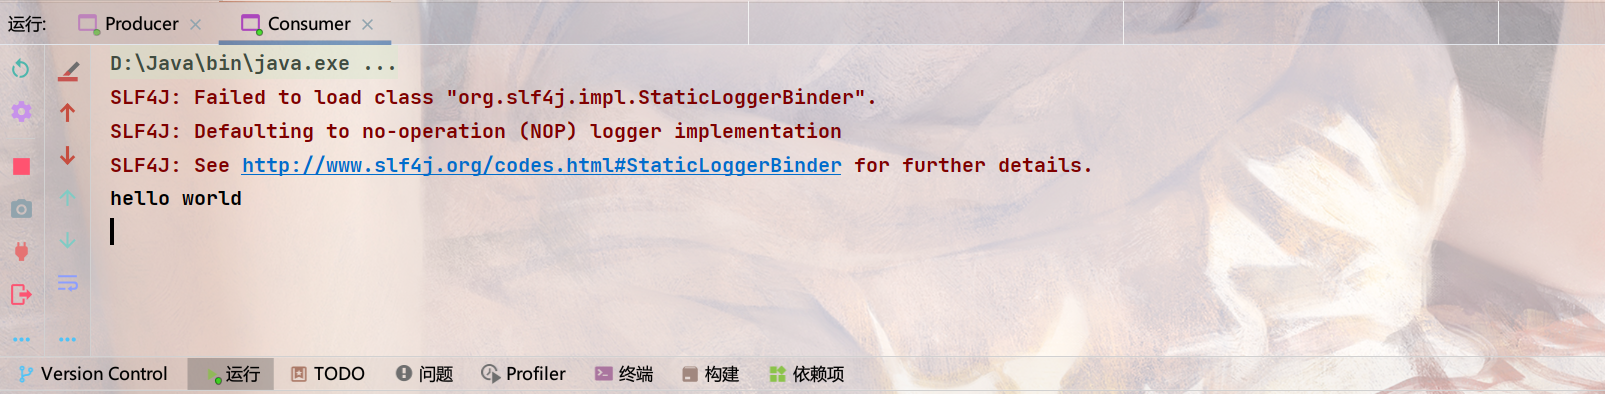 运行: Producer Consumer
D:\Java\bin\java.exe ...
SLF4J: Failed to load class "org.slf4j.impl.StaticLoggerBinder".
SLF4J: Defaulting to no-operation (NOP) logger implementation
SLF4J: See http://www.slf4j.org/codes.html#StaticLoggerBinder for further details.
hello world
Version Control 运行 TODO 问题 Profiler 终端 构建 依赖项